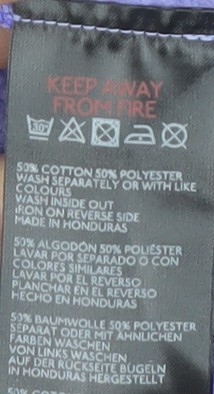 KEEP AWAY
FROM FIRE
30°
50% COTTON 50% POLYESTER
WASH SEPARATELY OR WITH LIKE
COLOURS
WASH INSIDE OUT
IRON ON REVERSE SIDE
MADE IN HONDURAS
50% ALGODÓN 50% POLIÉSTER
LAVAR POR SEPARADO O CON
COLORES SIMILARES
LAVAR POR EL REVERSO
PLANCHAR EN EL REVERSO
HECHO EN HONDURAS
50% BAUMWOLLE 50% POLYESTER
SEPARAT ODER MIT ÄHNLICHEN
FARBEN WASCHEN
VON LINKS WASCHEN
AUF DER RÜCKSEITE BÜGELN
IN HONDURAS HERGESTELLT